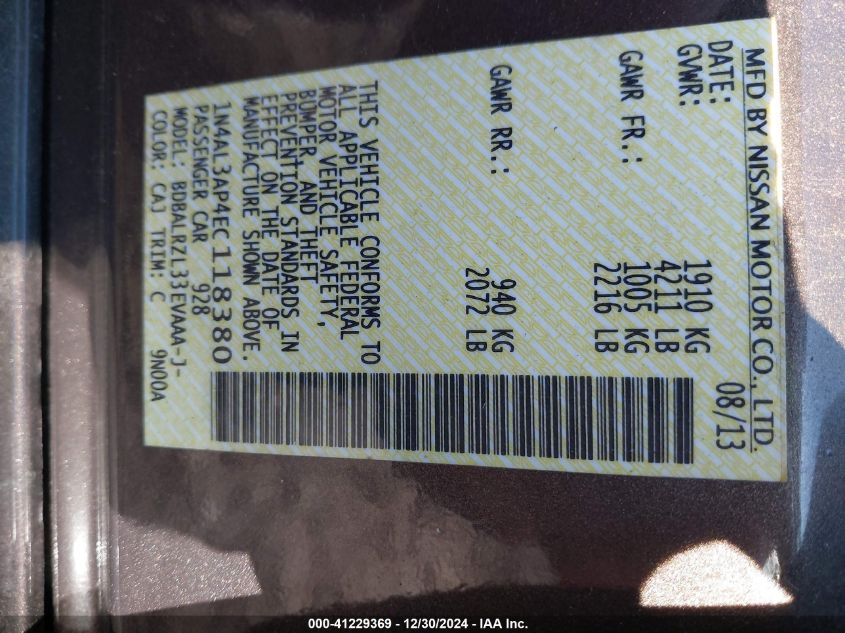 MFD BY NISSAN MOTOR CO., LTD.
DATE: 08/13
GVWR: 1910 KG
4211 LB
GAWR FR.: 1005 KG
2216 LB
GAWR RR.: 940 KG
2072 LB
THIS VEHICLE CONFORMS TO
ALL APPLICABLE FEDERAL
MOTOR VEHICLE SAFETY,
BUMPER, AND THEFT
PREVENTION STANDARDS IN
EFFECT ON THE DATE OF
MANUFACTURE SHOWN ABOVE.
1N4AL3AP4EC118380
PASSENGER CAR 928
MODEL: BDBALRZL33EVAAA-J-
COLOR: CAJ TRIM: C 9N00A
000-41229369 - 12/30/2024 - IAA Inc.